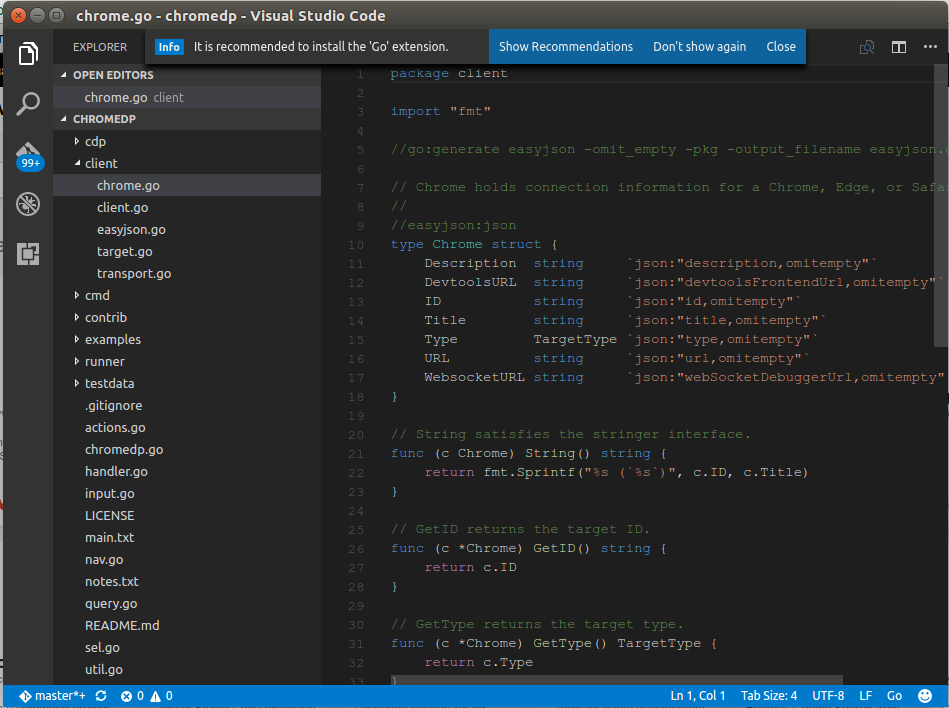 chrome.go - chromedp - Visual Studio Code
EXPLORER
Info It is recommended to install the 'Go' extension. Show Recommendations Don't show again Close
OPEN EDITORS
chrome.go client
CHROMEDP
cdp
client
chrome.go
client.go
easyjson.go
target.go
transport.go
cmd
contrib
examples
runner
testdata
.gitignore
actions.go
chromedp.go
handler.go
input.go
LICENSE
main.txt
nav.go
notes.txt
query.go
README.md
sel.go
util.go
99+
1 package client
2
3 import "fmt"
4
5 //go:generate easyjson -omit_empty -pkg -output_filename easyjson.
6
7 // Chrome holds connection information for a Chrome, Edge, or Safa
8 //
9 //easyjson:json
10 type Chrome struct {
11 Description string `json:"description,omitempty"`
12 DevtoolsURL string `json:"devtoolsFrontendUrl,omitempty"`
13 ID string `json:"id,omitempty"`
14 Title string `json:"title,omitempty"`
15 Type TargetType `json:"type,omitempty"`
16 URL string `json:"url,omitempty"`
17 WebsocketURL string `json:"webSocketDebuggerUrl,omitempty"
18 }
19
20 // String satisfies the stringer interface.
21 func (c Chrome) String() string {
22 return fmt.Sprintf("%s (`%s`)", c.ID, c.Title)
23 }
24
25 // GetID returns the target ID.
26 func (c *Chrome) GetID() string {
27 return c.ID
28 }
29
30 // GetType returns the target type.
31 func (c *Chrome) GetType() TargetType {
32 return c.Type
33 }
master*+ 0 0 Ln 1, Col 1 Tab Size: 4 UTF-8 LF Go